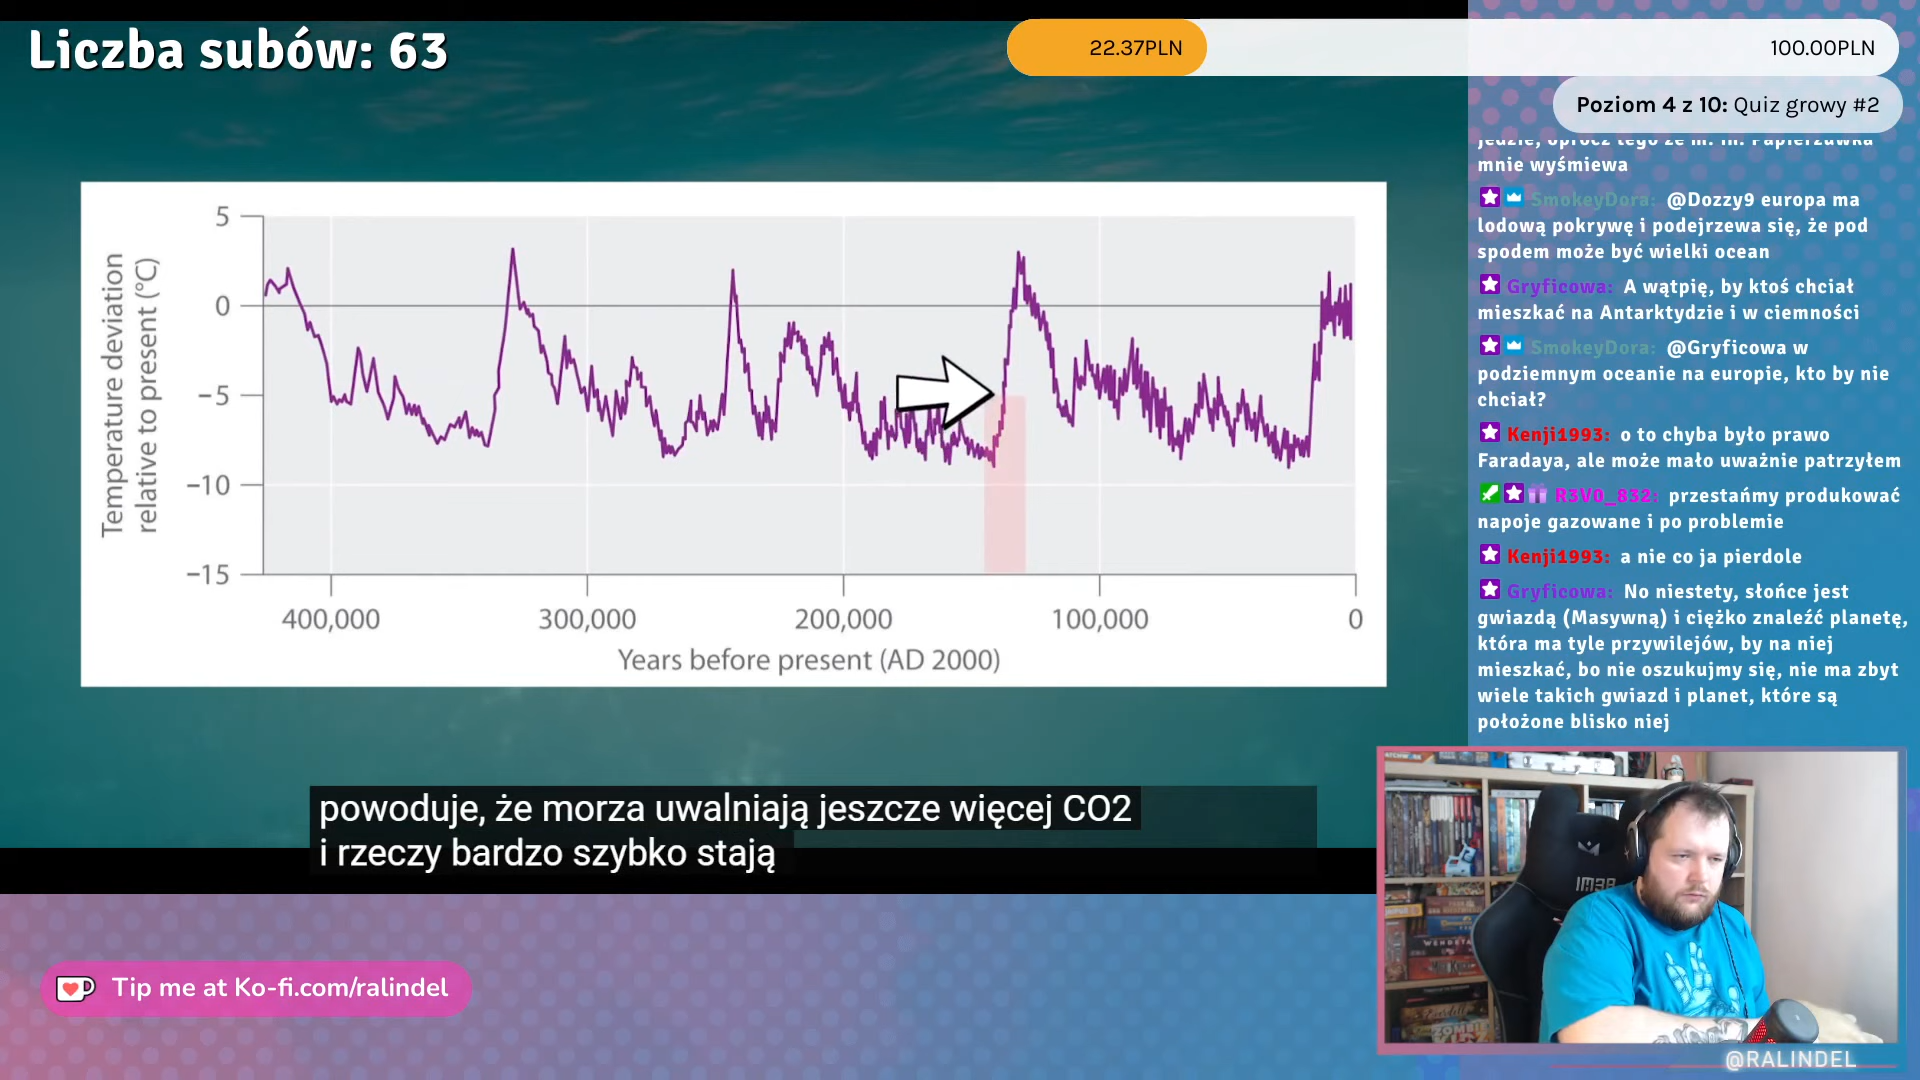 Liczba subów: 63
22.37PLN
100.00PLN
Poziom 4 z 10: Quiz growy #2
jedzie, oprócz tego że m. in. Papierzuwka
mnie wyśmiewa
SmokeyDora: @Dozzy9 europa ma
lodową pokrywę i podejrzewa się, że pod
spodem może być wielki ocean
Gryficowa: A wątpię, by ktoś chciał
mieszkać na Antarktydzie i w ciemności
SmokeyDora: @Gryficowa w
podziemnym oceanie na europie, kto by nie
chciał?
Kenji1993: o to chyba było prawo
Faradaya, ale może mało uważnie patrzyłem
R3V0_832: przestańmy produkować
napoje gazowane i po problemie
Kenji1993: a nie co ja pierdole
Gryficowa: No niestety, słońce jest
gwiazdą (Masywną) i ciężko znaleźć planetę,
która ma tyle przywilejów, by na niej
mieszkać, bo nie oszukujmy się, nie ma zbyt
wiele takich gwiazd i planet, które są
położone blisko niej
Temperature deviation
relative to present (°C)
5
0
−5
−10
−15
400,000
300,000
200,000
100,000
0
Years before present (AD 2000)
powoduje, że morza uwalniają jeszcze więcej CO2
i rzeczy bardzo szybko stają
Tip me at Ko-fi.com/ralindel
@RALINDEL